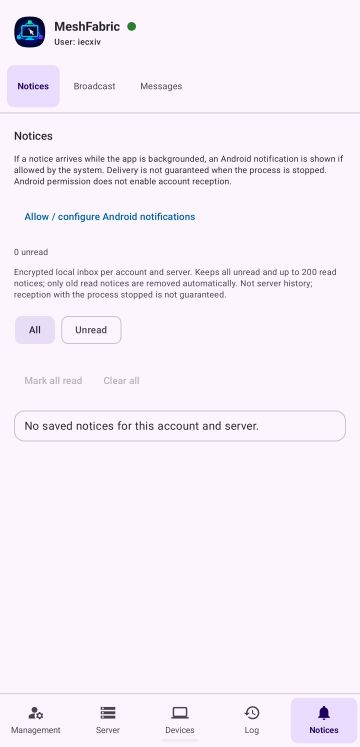 MeshFabric
User: iecxiv
Notices
Broadcast
Messages
Notices
If a notice arrives while the app is backgrounded, an Android notification is shown if
allowed by the system. Delivery is not guaranteed when the process is stopped.
Android permission does not enable account reception.
Allow / configure Android notifications
0 unread
Encrypted local inbox per account and server. Keeps all unread and up to 200 read
notices; only old read notices are removed automatically. Not server history;
reception with the process stopped is not guaranteed.
All
Unread
Mark all read
Clear all
No saved notices for this account and server.
Management
Server
Devices
Log
Notices